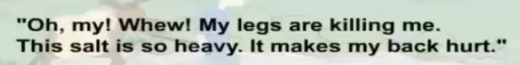 "Oh, my! Whew! My legs are killing me.
This salt is so heavy. It makes my back hurt."